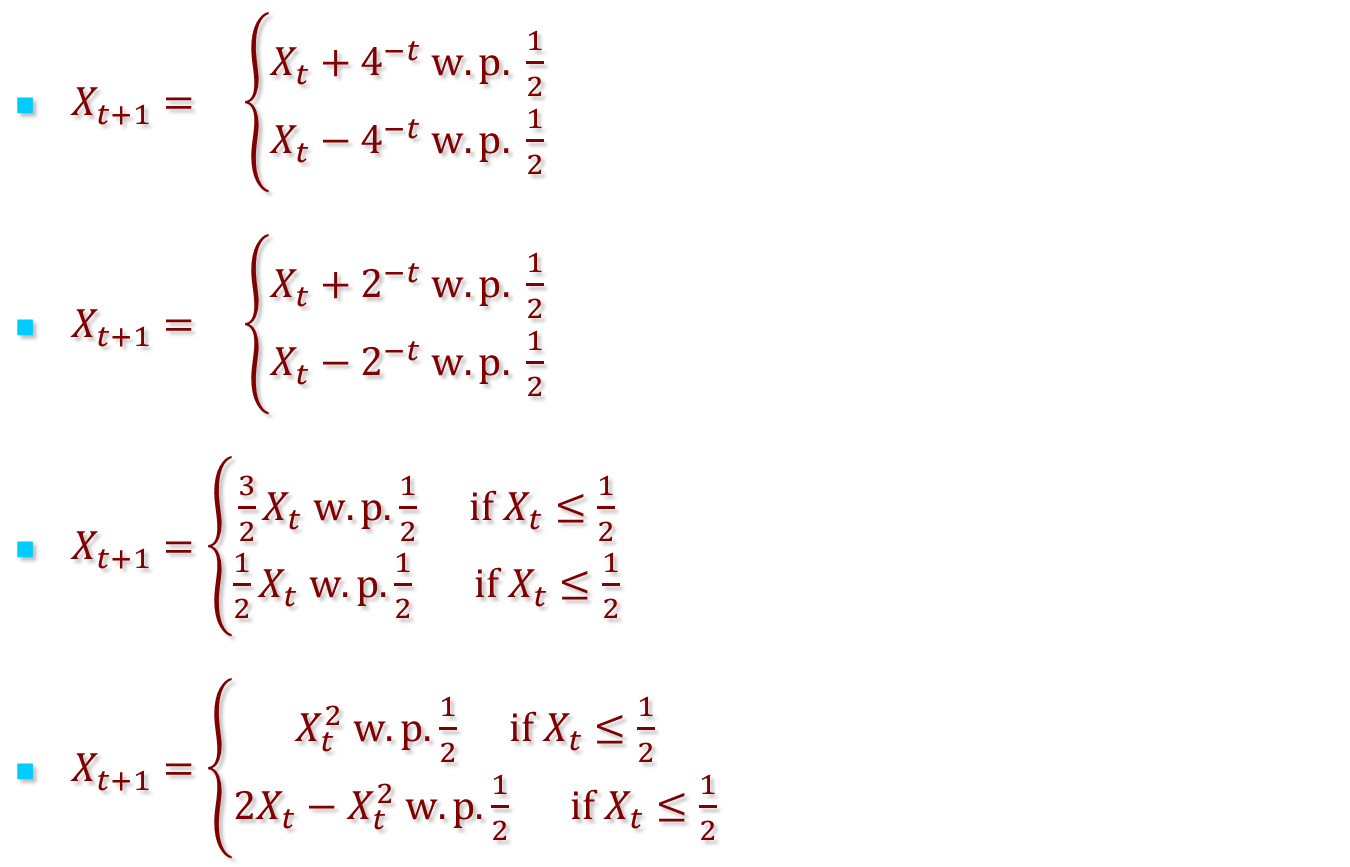 ▪ X_{t+1} = { X_t + 4^{−t} w.p. 1/2
X_t − 4^{−t} w.p. 1/2
▪ X_{t+1} = { X_t + 2^{−t} w.p. 1/2
X_t − 2^{−t} w.p. 1/2
▪ X_{t+1} = { 3/2 X_t w.p. 1/2 if X_t ≤ 1/2
1/2 X_t w.p. 1/2 if X_t ≤ 1/2
▪ X_{t+1} = { X_t^2 w.p. 1/2 if X_t ≤ 1/2
2X_t − X_t^2 w.p. 1/2 if X_t ≤ 1/2